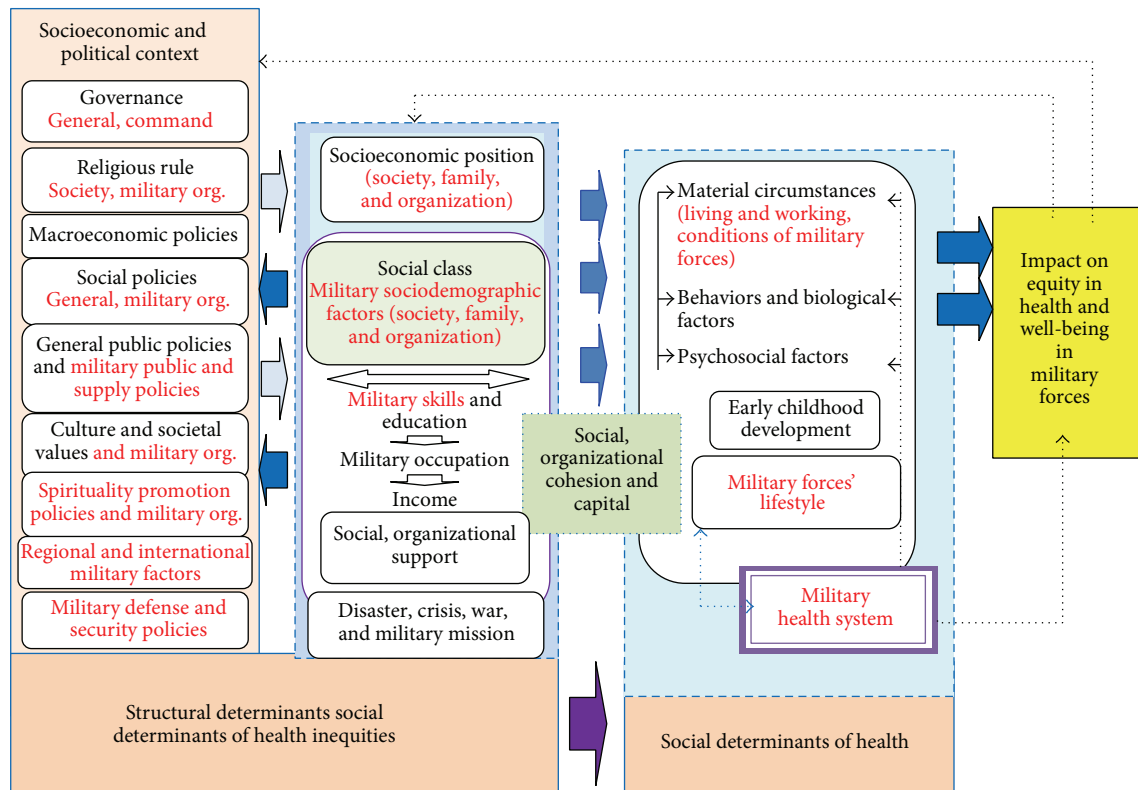 Socioeconomic and
political context
Governance
General, command
Religious rule
Society, military org.
Macroeconomic policies
Social policies
General, military org.
General public policies
and military public and
supply policies
Culture and societal
values and military org.
Spirituality promotion
policies and military org.
Regional and international
military factors
Military defense and
security policies
Socioeconomic position
(society, family,
and organization)
Social class
Military sociodemographic
factors (society, family,
and organization)
Military skills and
education
Military occupation
Income
Social, organizational
support
Disaster, crisis, war,
and military mission
Social,
organizational
cohesion and
capital
Material circumstances
(living and working,
conditions of military
forces)
Behaviors and biological
factors
Psychosocial factors
Early childhood
development
Military forces’
lifestyle
Military
health system
Impact on
equity in
health and
well-being
in
military
forces
Structural determinants social
determinants of health inequities
Social determinants of health